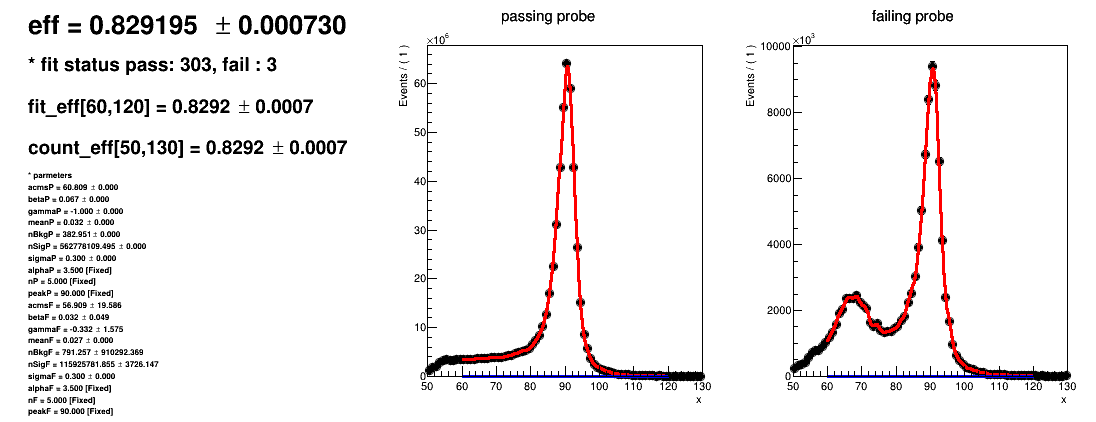 eff = 0.829195 ± 0.000730
* fit status pass: 303, fail : 3
fit_eff[60,120] = 0.8292 ± 0.0007
count_eff[50,130] = 0.8292 ± 0.0007
* parmeters
acmsP = 60.809 ± 0.000
betaP = 0.067 ± 0.000
gammaP = -1.000 ± 0.000
meanP = 0.032 ± 0.000
nBkgP = 382.951 ± 0.000
nSigP = 562778109.495 ± 0.000
sigmaP = 0.300 ± 0.000
alphaP = 3.500 [Fixed]
nP = 5.000 [Fixed]
peakP = 90.000 [Fixed]
acmsF = 56.909 ± 19.586
betaF = 0.032 ± 0.049
gammaF = -0.332 ± 1.575
meanF = 0.027 ± 0.000
nBkgF = 791.257 ± 910292.369
nSigF = 115925781.855 ± 3726.147
sigmaF = 0.300 ± 0.000
alphaF = 3.500 [Fixed]
nF = 5.000 [Fixed]
peakF = 90.000 [Fixed]
passing probe
×10⁶
Events / ( 1 )
60
50
40
30
20
10
0
50 60 70 80 90 100 110 120 130
x
failing probe
×10³
Events / ( 1 )
10000
8000
6000
4000
2000
0
50 60 70 80 90 100 110 120 130
x